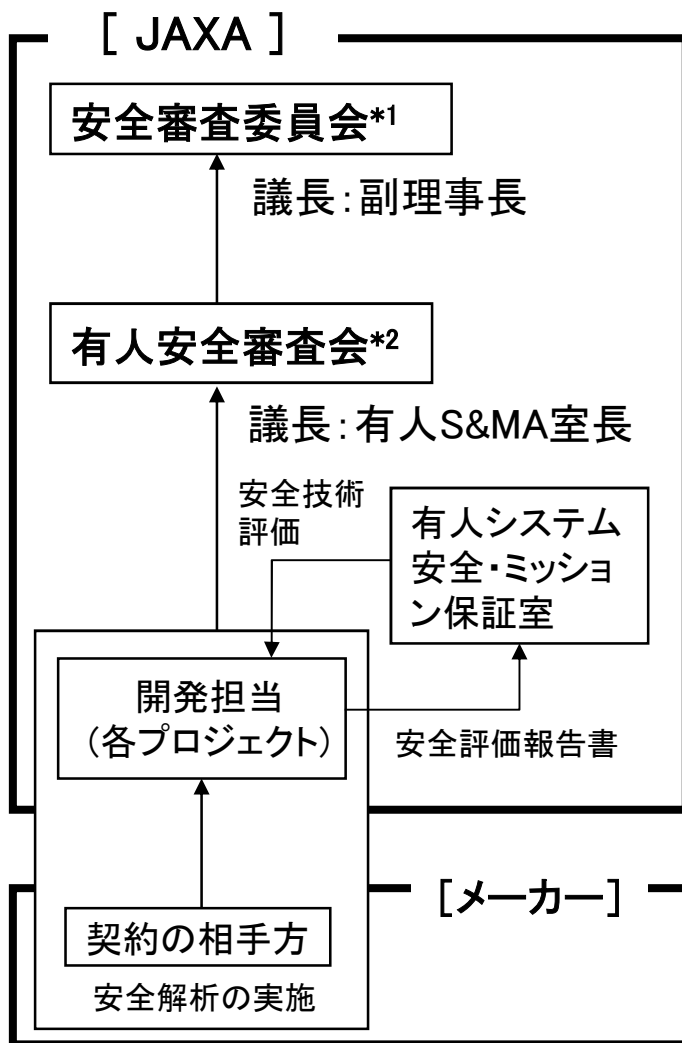 [ JAXA ]
安全審査委員会*1
議長:副理事長
有人安全審査会*2
議長:有人S&MA室長
安全技術
評価
有人システム
安全・ミッショ
ン保証室
開発担当
(各プロジェクト)
安全評価報告書
[メーカー]
契約の相手方
安全解析の実施